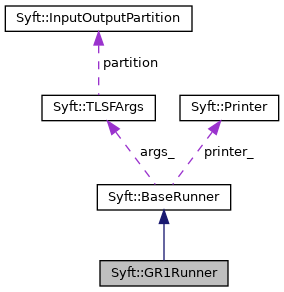 Syft::InputOutputPartition
partition
Syft::TLSFArgs
Syft::Printer
args_
printer_
Syft::BaseRunner
Syft::GR1Runner